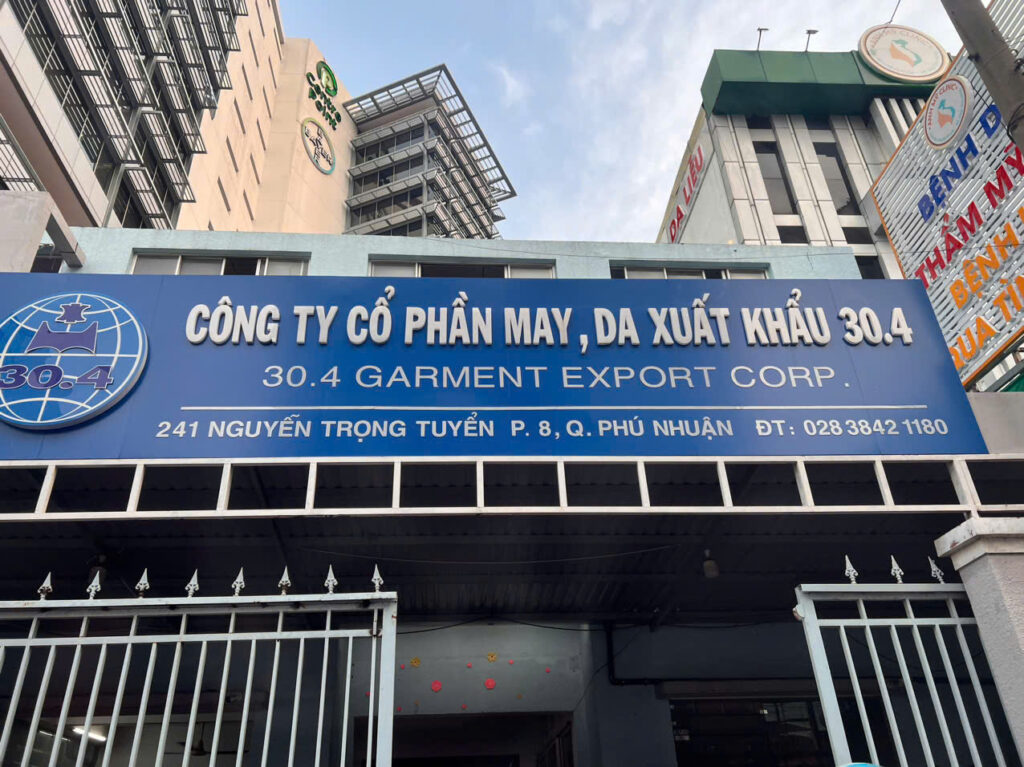 CÔNG TY CỔ PHẦN MAY, DA XUẤT KHẨU 30.4
30.4 GARMENT EXPORT CORP.
241 NGUYỄN TRỌNG TUYỂN P. 8, Q. PHÚ NHUẬN ĐT: 028 3842 1180
30.4
DA LIỄU
BỆNH
THẨM MỸ
BỆNH